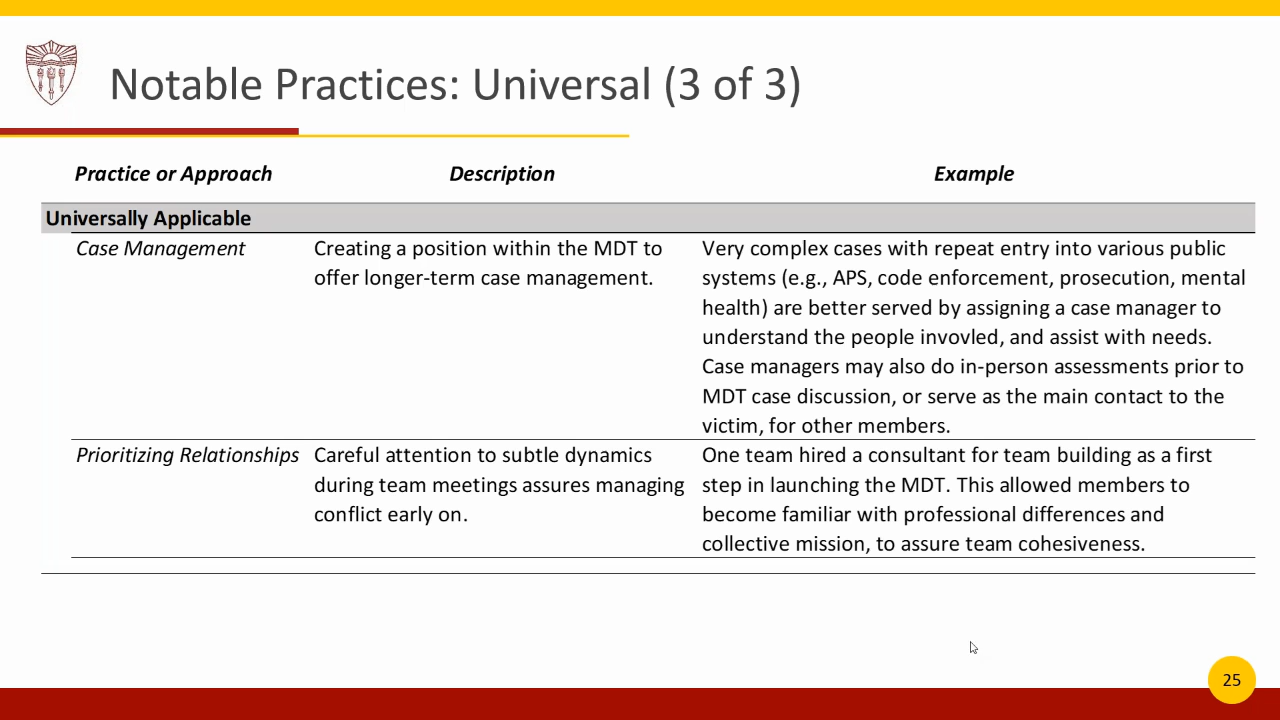 Notable Practices: Universal (3 of 3)
Practice or Approach Description Example
Universally Applicable
Case Management
Creating a position within the MDT to
offer longer-term case management.
Very complex cases with repeat entry into various public
systems (e.g., APS, code enforcement, prosecution, mental
health) are better served by assigning a case manager to
understand the people invovled, and assist with needs.
Case managers may also do in-person assessments prior to
MDT case discussion, or serve as the main contact to the
victim, for other members.
Prioritizing Relationships
Careful attention to subtle dynamics
during team meetings assures managing
conflict early on.
One team hired a consultant for team building as a first
step in launching the MDT. This allowed members to
become familiar with professional differences and
collective mission, to assure team cohesiveness.
25